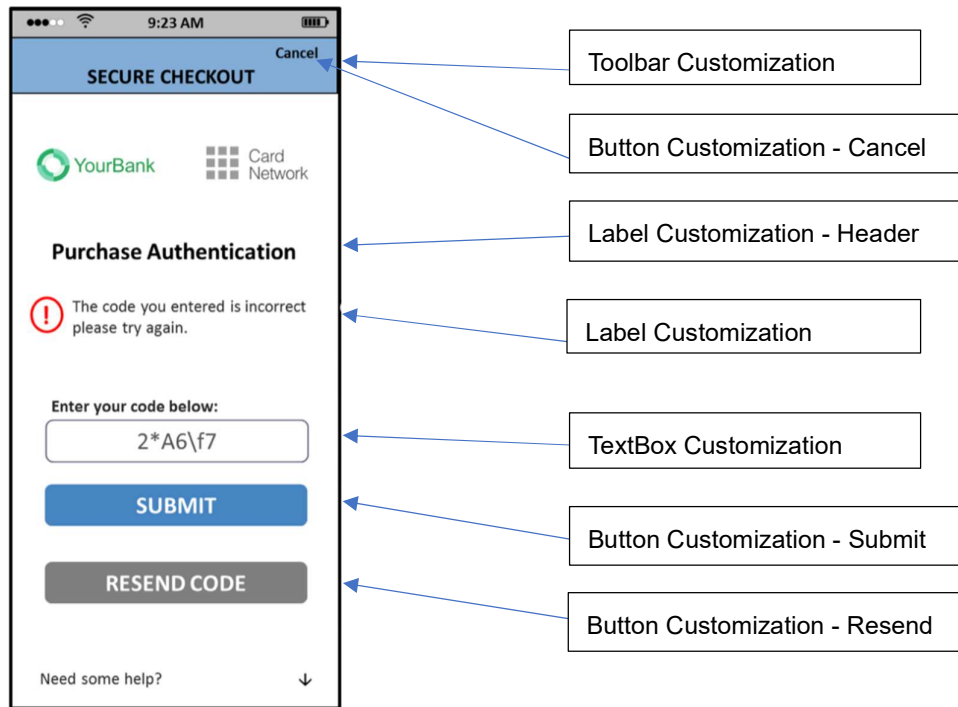 9:23 AM
Cancel
SECURE CHECKOUT
YourBank
Card
Network
Purchase Authentication
The code you entered is incorrect
please try again.
Enter your code below:
2*A6\f7
SUBMIT
RESEND CODE
Need some help?
Toolbar Customization
Button Customization - Cancel
Label Customization - Header
Label Customization
TextBox Customization
Button Customization - Submit
Button Customization - Resend